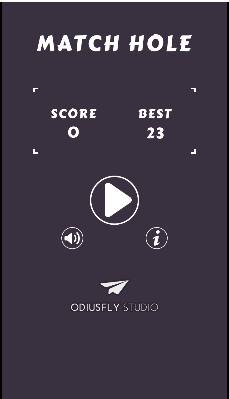 MATCH HOLE
SCORE BEST
0 23
i
ODIUSFLY STUDIO